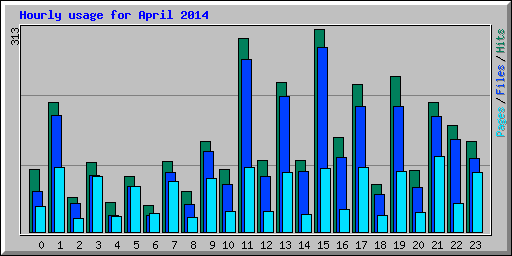 Hourly usage for April 2014
313
Pages / Files / Hits
0 1 2 3 4 5 6 7 8 9 10 11 12 13 14 15 16 17 18 19 20 21 22 23